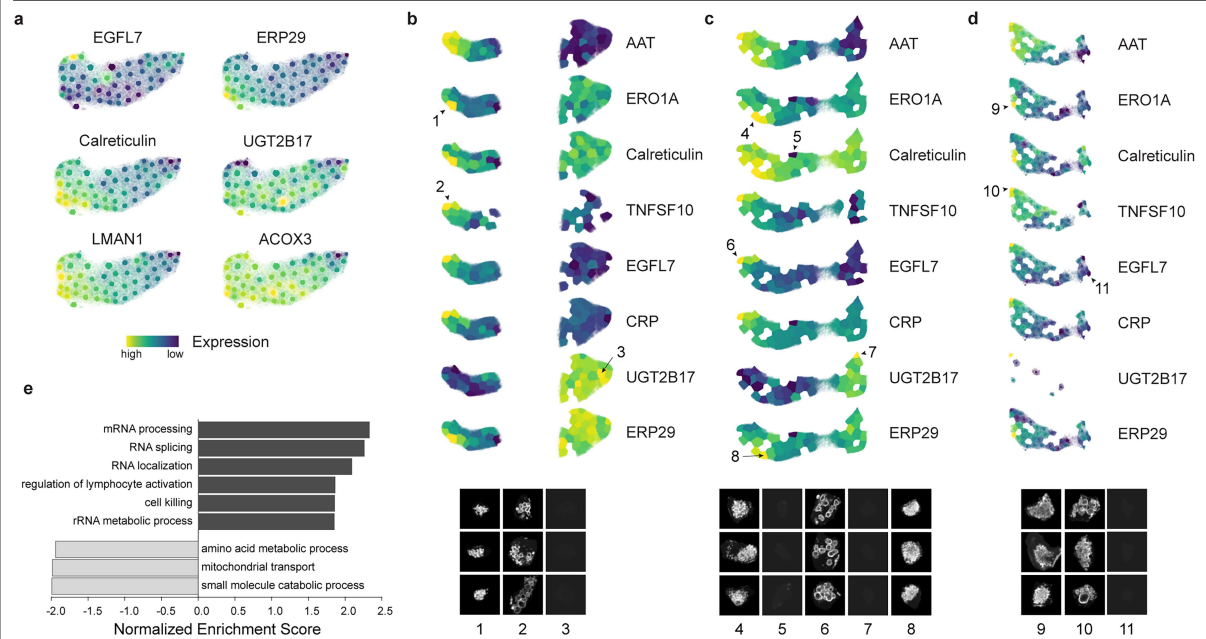 a
EGFL7 ERP29
Calreticulin UGT2B17
LMAN1 ACOX3
high low Expression
b
AAT
ERO1A
1
Calreticulin
2
TNFSF10
EGFL7
CRP
3
UGT2B17
ERP29
1 2 3
c
AAT
ERO1A
4 5
Calreticulin
TNFSF10
6
EGFL7
CRP
7
UGT2B17
ERP29
8
4 5 6 7 8
d
AAT
9 ERO1A
Calreticulin
10
TNFSF10
EGFL7
11
CRP
UGT2B17
ERP29
9 10 11
e
mRNA processing
RNA splicing
RNA localization
regulation of lymphocyte activation
cell killing
rRNA metabolic process
amino acid metabolic process
mitochondrial transport
small molecule catabolic process
-2.0 -1.5 -1.0 -0.5 0.0 0.5 1.0 1.5 2.0 2.5
Normalized Enrichment Score